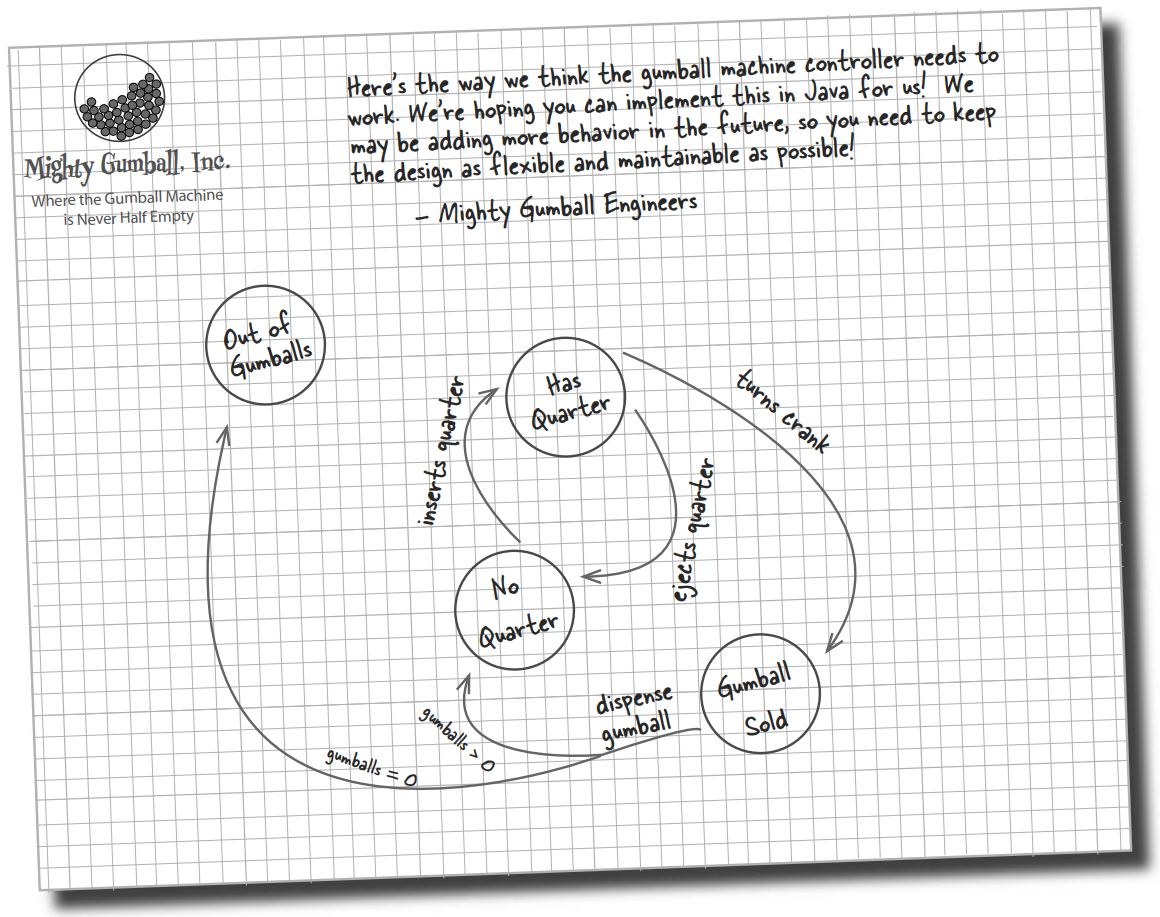 Here's the way we think the gumball machine controller needs to
work. We're hoping you can implement this in Java for us! We
may be adding more behavior in the future, so you need to keep
the design as flexible and maintainable as possible!
– Mighty Gumball Engineers
Mighty Gumball, Inc.
Where the Gumball Machine
is Never Half Empty
Out of
Gumballs
Has
Quarter
turns crank
inserts quarter
ejects quarter
No
Quarter
Gumball
Sold
dispense
gumball
gumballs > 0
gumballs = 0